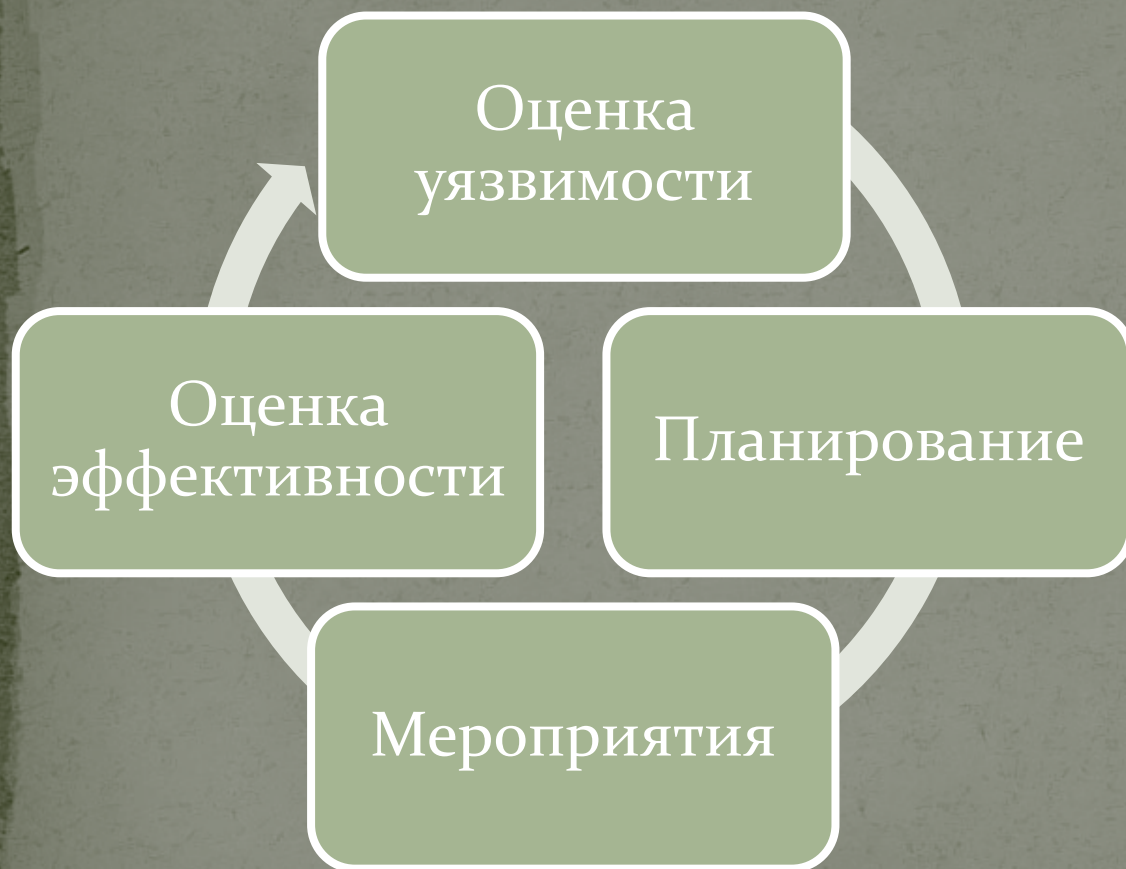 Оценка
уязвимости
Планирование
Мероприятия
Оценка
эффективности